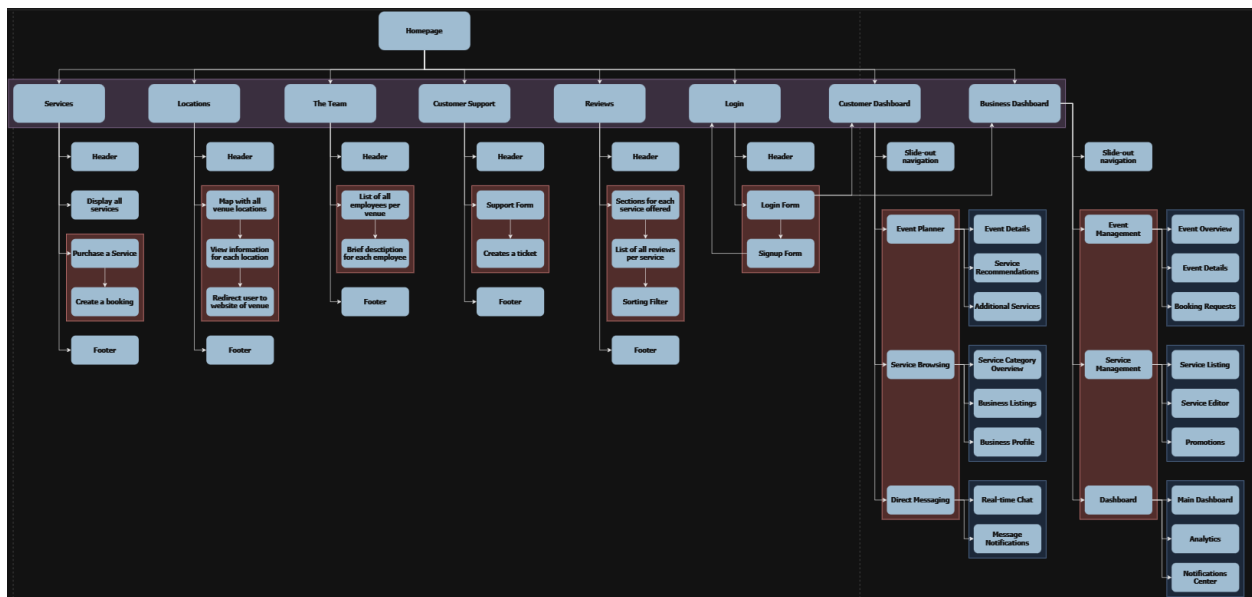 Homepage
Services
Locations
The Team
Customer Support
Reviews
Login
Customer Dashboard
Business Dashboard
Header
Display all
services
Purchase a Service
Create a booking
Footer
Header
Map with all
venue locations
View information
for each location
Redirect user to
website of venue
Footer
Header
List of all
employees per
venue
Brief desctiption
for each employee
Footer
Header
Support Form
Creates a ticket
Footer
Header
Sections for each
service offered
List of all reviews
per service
Sorting Filter
Footer
Header
Login Form
Signup Form
Slide-out
navigation
Event Planner
Event Details
Service
Recommendations
Additional Services
Service Browsing
Service Category
Overview
Business Listings
Business Profile
Direct Messaging
Real-time Chat
Message
Notifications
Slide-out
navigation
Event
Management
Event Overview
Event Details
Booking Requests
Service
Management
Service Listing
Service Editor
Promotions
Dashboard
Main Dashboard
Analytics
Notifications
Center